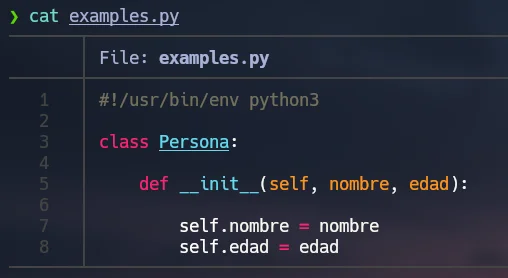 ❯ cat examples.py
File: examples.py
1 #!/usr/bin/env python3
2
3 class Persona:
4
5     def __init__(self, nombre, edad):
6
7         self.nombre = nombre
8         self.edad = edad